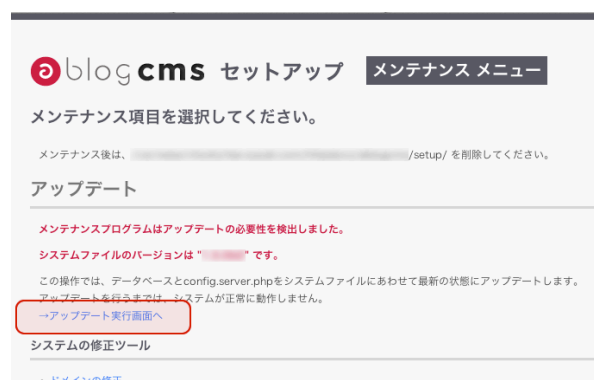 a blog cms セットアップ メンテナンス メニュー
メンテナンス項目を選択してください。
メンテナンス後は、 /setup/ を削除してください。
アップデート
メンテナンスプログラムはアップデートの必要性を検出しました。
システムファイルのバージョンは " " です。
この操作では、データベースとconfig.server.phpをシステムファイルにあわせて最新の状態にアップデートします。
アップデートを行うまでは、システムが正常に動作しません。
→アップデート実行画面へ
システムの修正ツール
→ドメインの修正